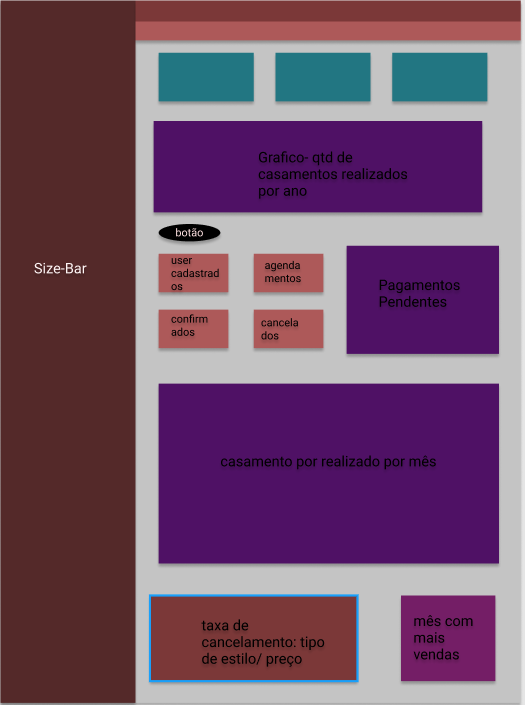 Grafico- qtd de
casamentos realizados
por ano
botão
Size-Bar
user
cadastrad
os
agenda
mentos
confirm
ados
cancela
dos
Pagamentos
Pendentes
casamento por realizado por mês
taxa de
cancelamento: tipo
de estilo/ preço
mês com
mais
vendas